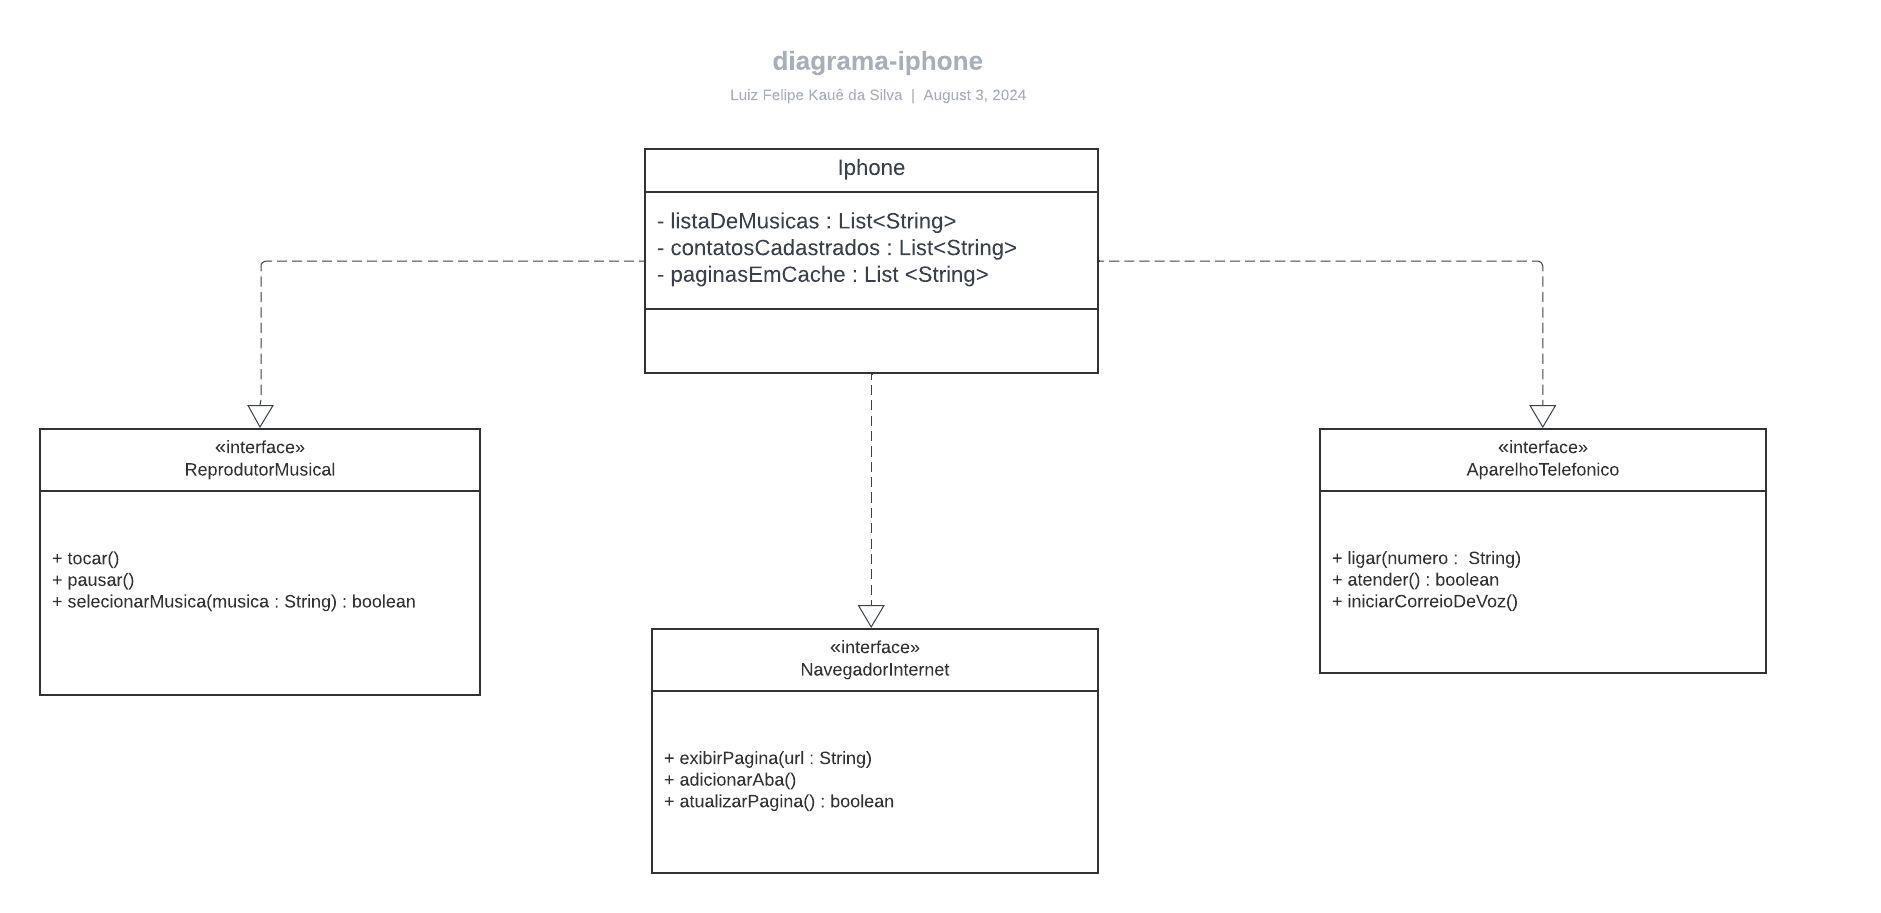 diagrama-iphone
Luiz Felipe Kauê da Silva | August 3, 2024
Iphone
- listaDeMusicas : List<String>
- contatosCadastrados : List<String>
- paginasEmCache : List <String>
«interface»
ReprodutorMusical
+ tocar()
+ pausar()
+ selecionarMusica(musica : String) : boolean
«interface»
NavegadorInternet
+ exibirPagina(url : String)
+ adicionarAba()
+ atualizarPagina() : boolean
«interface»
AparelhoTelefonico
+ ligar(numero :  String)
+ atender() : boolean
+ iniciarCorreioDeVoz()